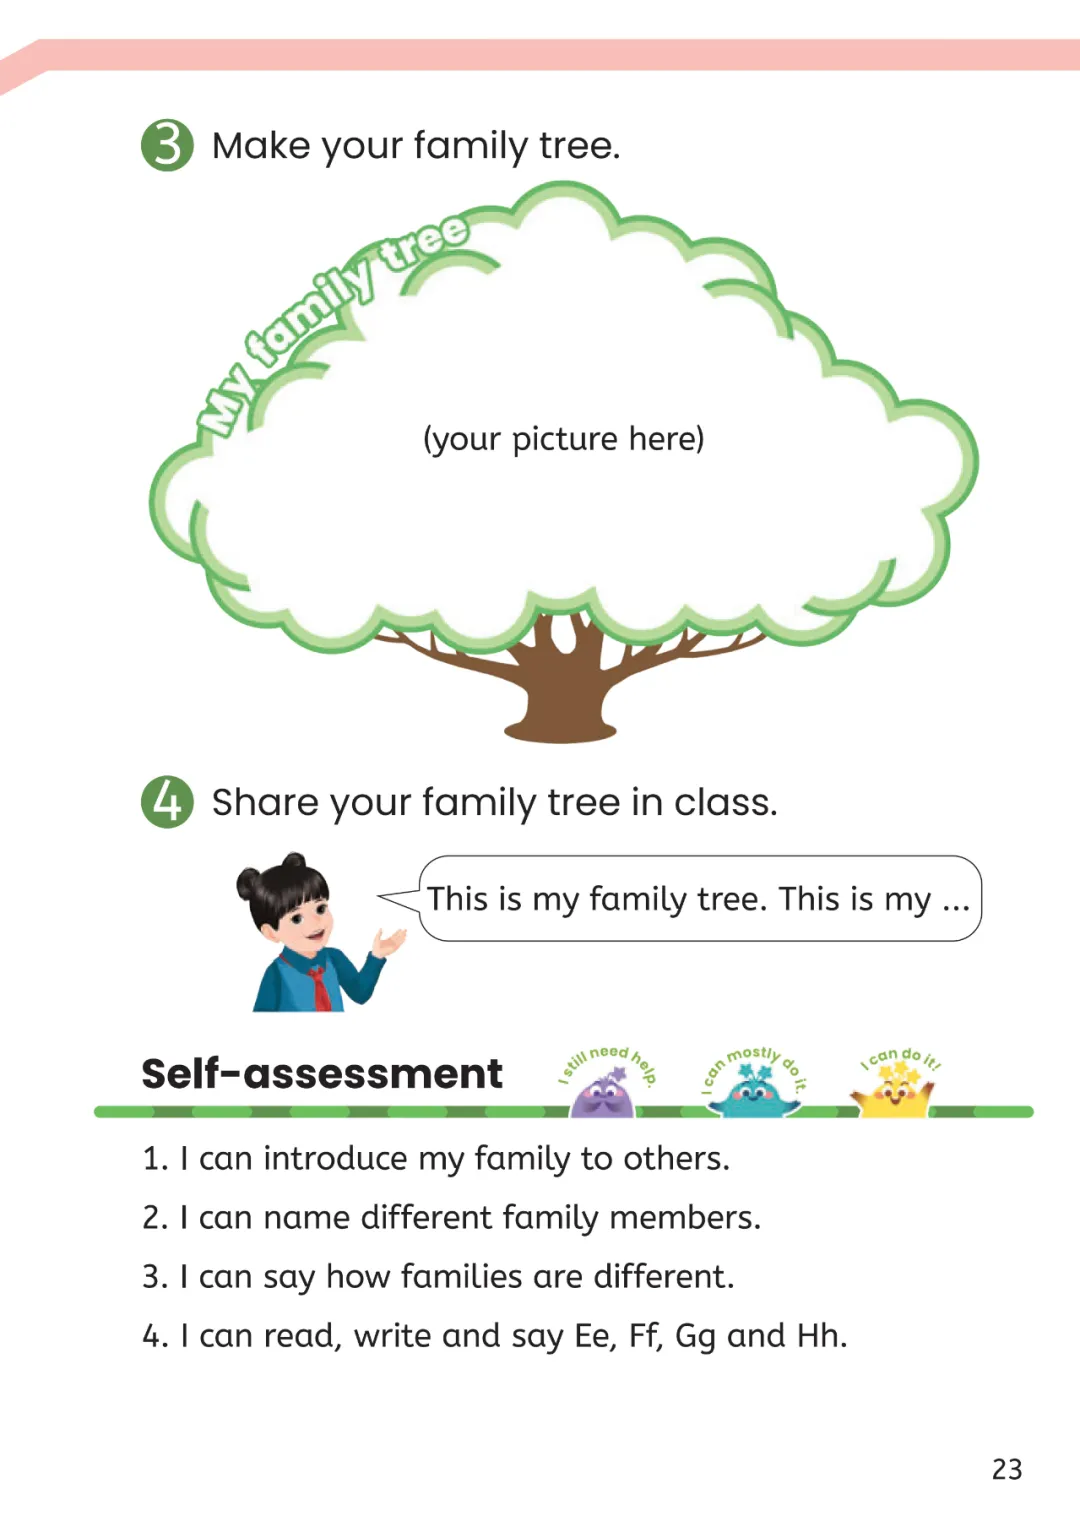 3 Make your family tree.
My family tree
(your picture here)
4 Share your family tree in class.
This is my family tree. This is my ...
Self-assessment
I still need help.
I can mostly do it.
I can do it!
1. I can introduce my family to others.
2. I can name different family members.
3. I can say how families are different.
4. I can read, write and say Ee, Ff, Gg and Hh.
23